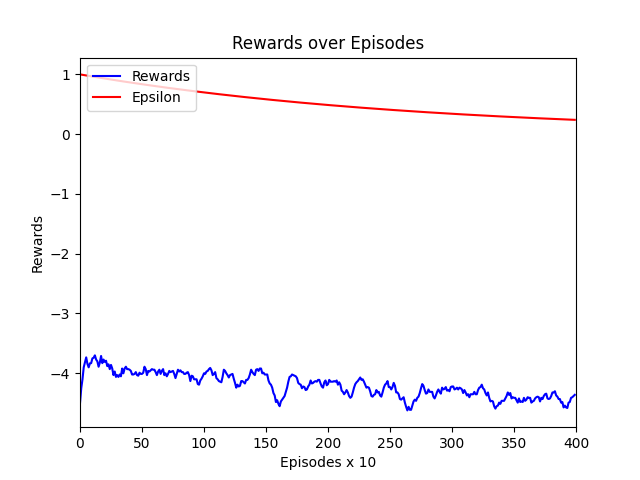 Rewards over Episodes
Rewards
Epsilon
1
0
−1
−2
−3
−4
Rewards
0 50 100 150 200 250 300 350 400
Episodes x 10